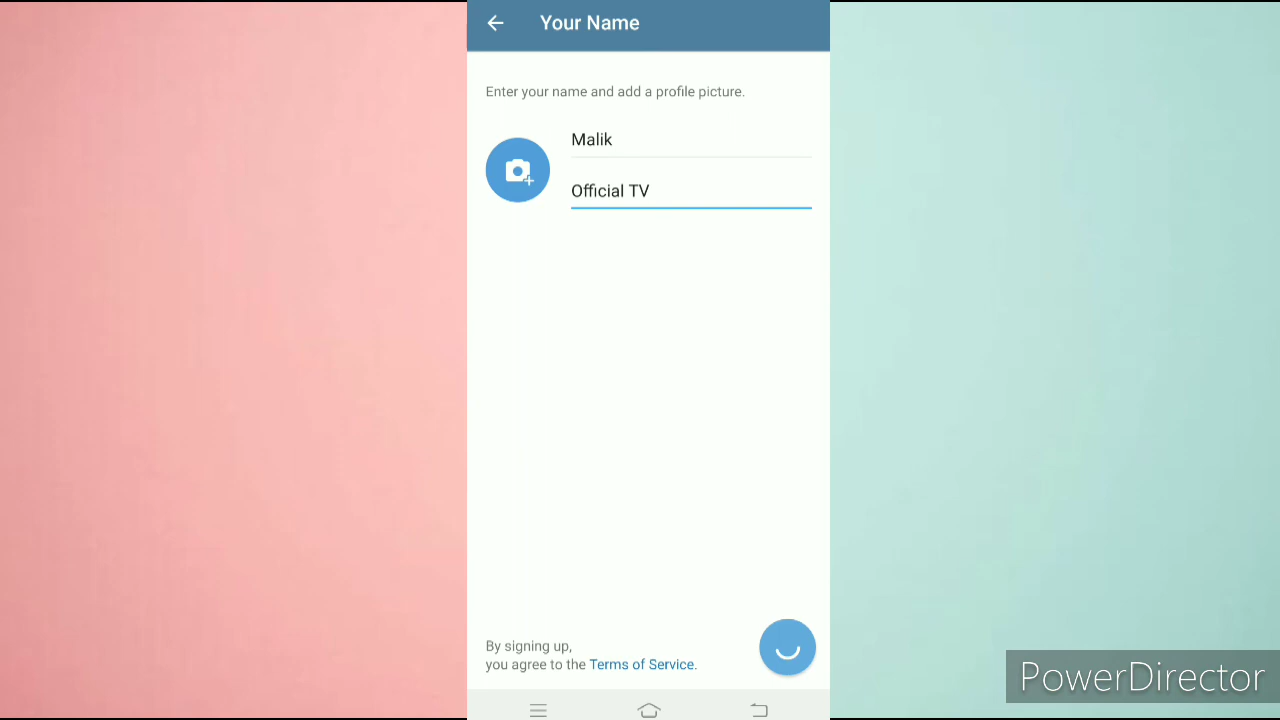 Your Name
Enter your name and add a profile picture.
Malik
Official TV
By signing up,
you agree to the Terms of Service.
PowerDirector